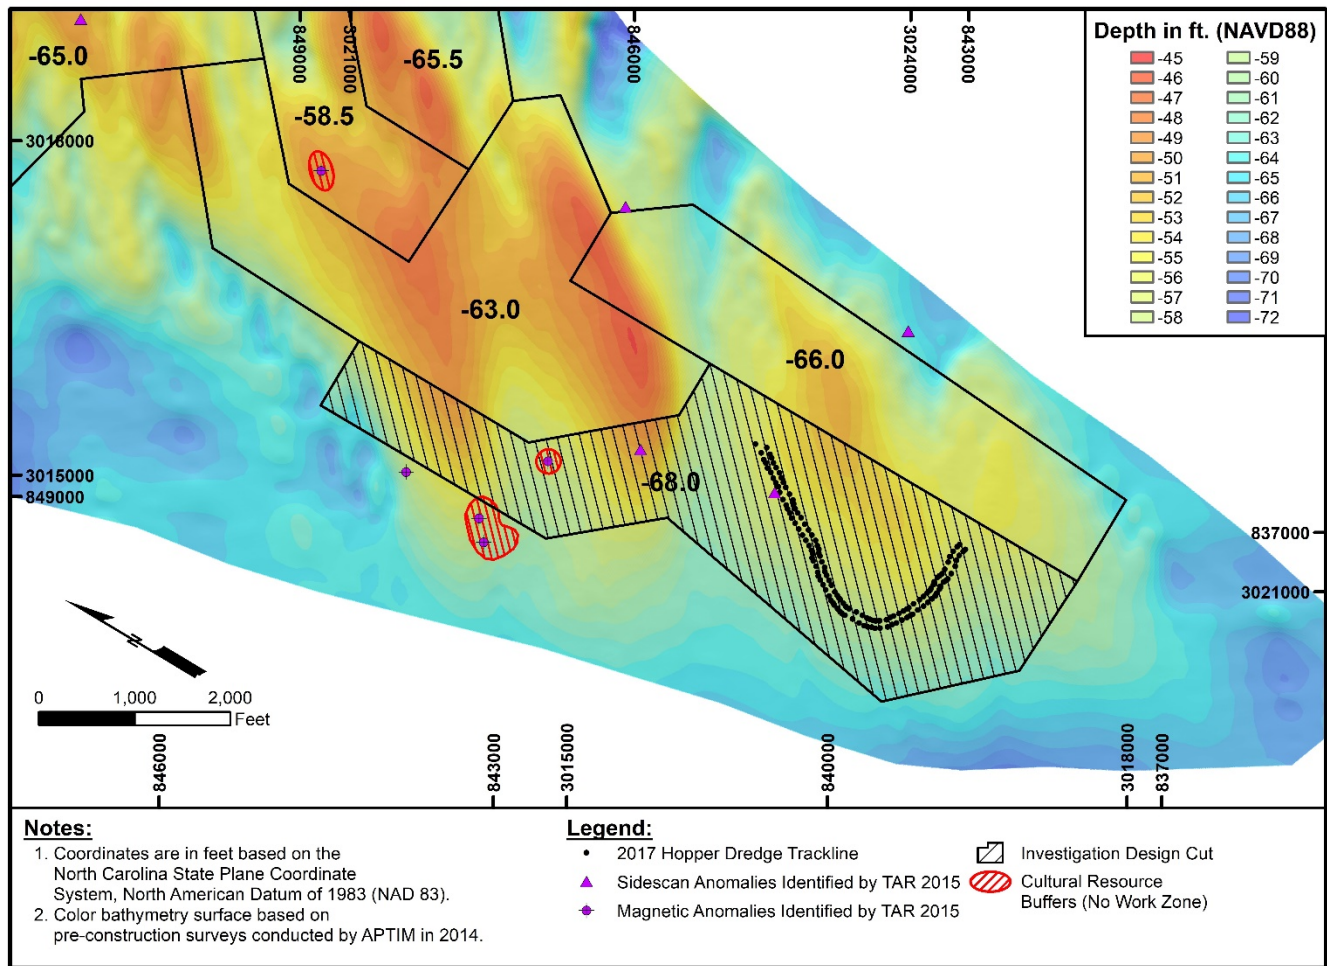 849000
3021000
846000
3024000
843000
Depth in ft. (NAVD88)
-45
-46
-47
-48
-49
-50
-51
-52
-53
-54
-55
-56
-57
-58
-59
-60
-61
-62
-63
-64
-65
-66
-67
-68
-69
-70
-71
-72
-65.0
-65.5
-58.5
3018000
-63.0
-66.0
3015000
849000
-68.0
837000
3021000
N
0 1,000 2,000
Feet
846000
843000
3015000
840000
3018000
837000
Notes:
1. Coordinates are in feet based on the
North Carolina State Plane Coordinate
System, North American Datum of 1983 (NAD 83).
2. Color bathymetry surface based on
pre-construction surveys conducted by APTIM in 2014.
Legend:
2017 Hopper Dredge Trackline
Sidescan Anomalies Identified by TAR 2015
Magnetic Anomalies Identified by TAR 2015
Investigation Design Cut
Cultural Resource
Buffers (No Work Zone)